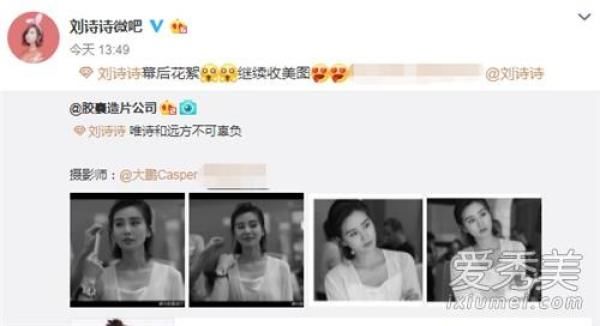 刘诗诗微吧
今天 13:49
刘诗诗幕后花絮继续收美图 @刘诗诗
@胶囊造片公司
刘诗诗 唯诗和远方不可辜负
摄影师：@大鹏Casper
爱秀美
ixiumei.com